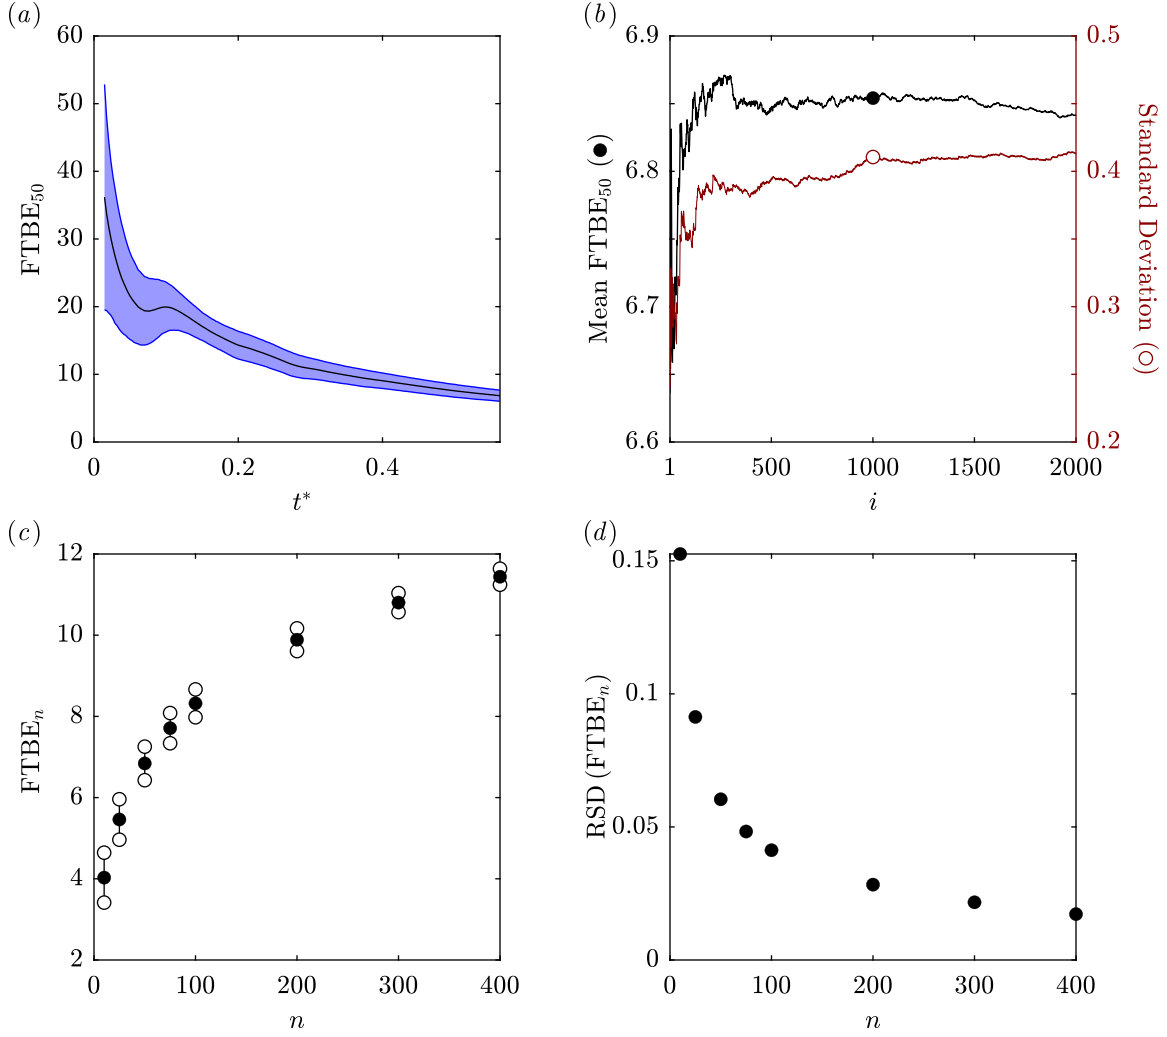 (a)
60
50
40
30
20
10
0
FTBE50
0 0.2 0.4
t*
(b)
6.9
6.8
6.7
6.6
Mean FTBE50 (●)
0.5
0.4
0.3
0.2
Standard Deviation (○)
1 500 1000 1500 2000
i
(c)
12
10
8
6
4
2
FTBEn
0 100 200 300 400
n
(d)
0.15
0.1
0.05
0
RSD (FTBEn)
0 100 200 300 400
n